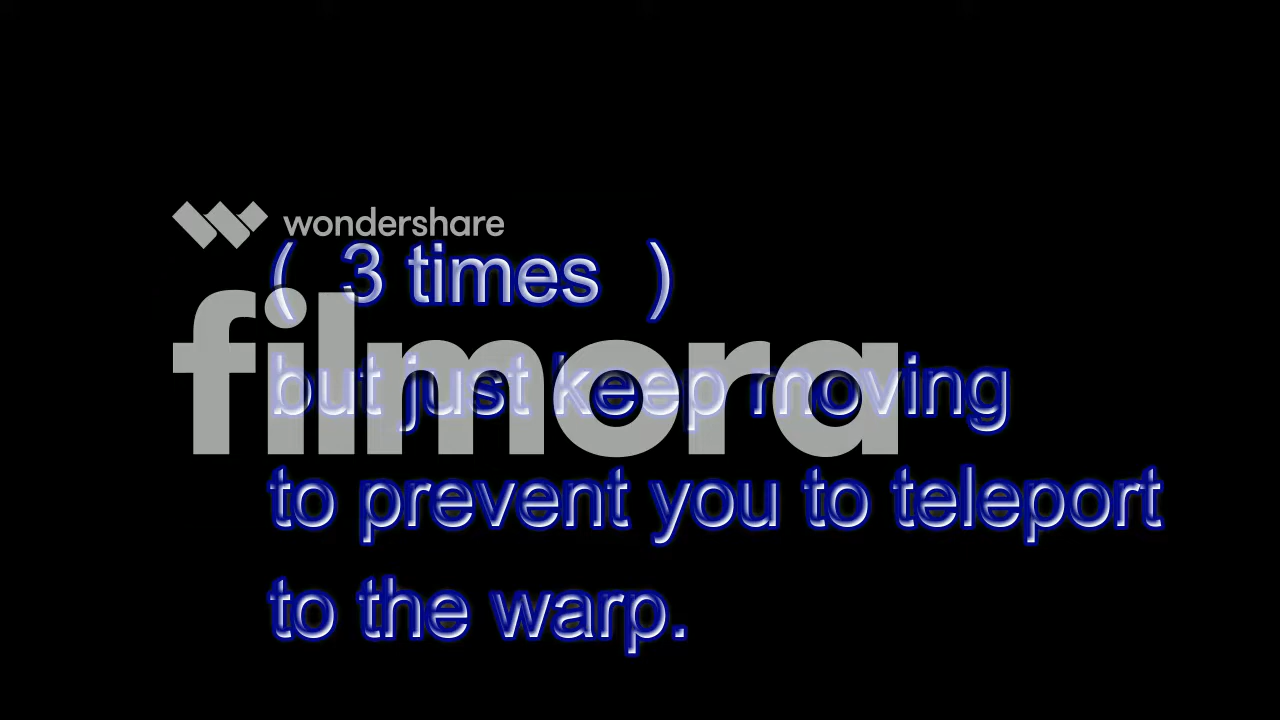 wondershare
( 3 times )
filmora
but just keep moving
to prevent you to teleport
to the warp.